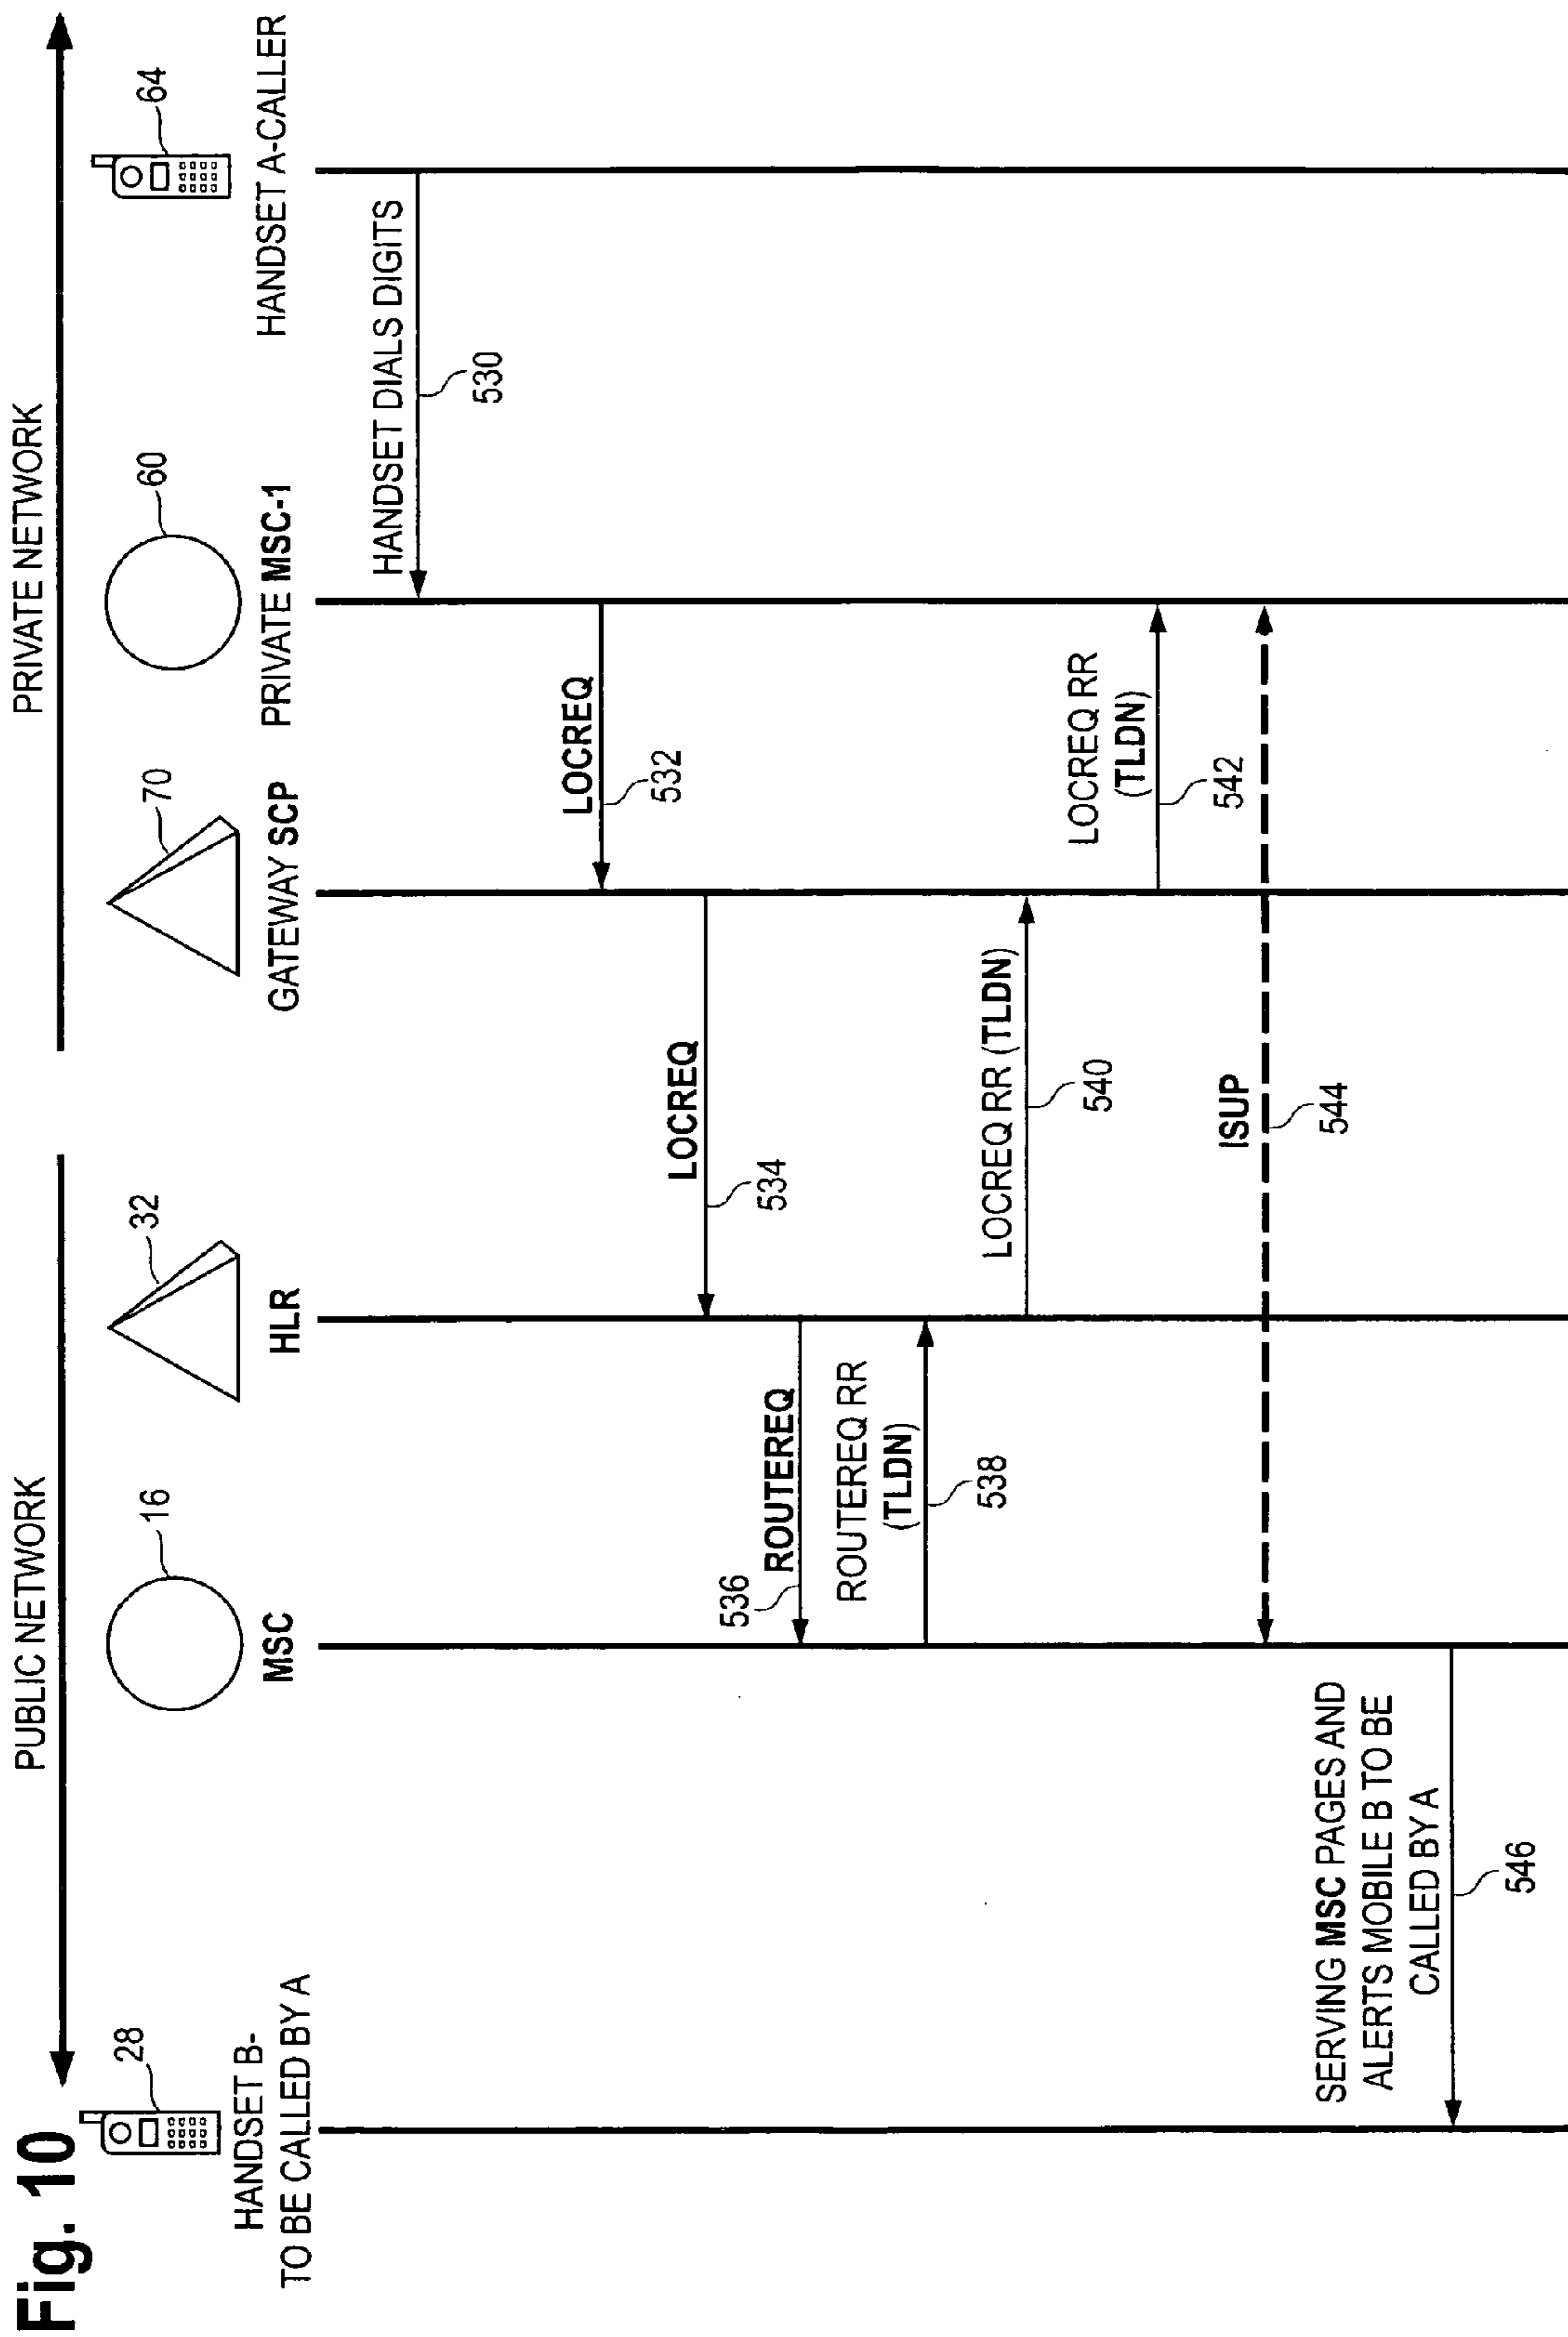 Fig. 10
PUBLIC NETWORK
PRIVATE NETWORK
28
16
32
70
60
64
HANDSET B-
TO BE CALLED BY A
MSC
HLR
GATEWAY SCP
PRIVATE MSC-1
HANDSET A-CALLER
HANDSET DIALS DIGITS
530
LOCREQ
532
LOCREQ
534
ROUTEREQ
536
ROUTEREQ RR
(TLDN)
538
LOCREQ RR (TLDN)
540
LOCREQ RR
(TLDN)
542
ISUP
544
SERVING MSC PAGES AND
ALERTS MOBILE B TO BE
CALLED BY A
546